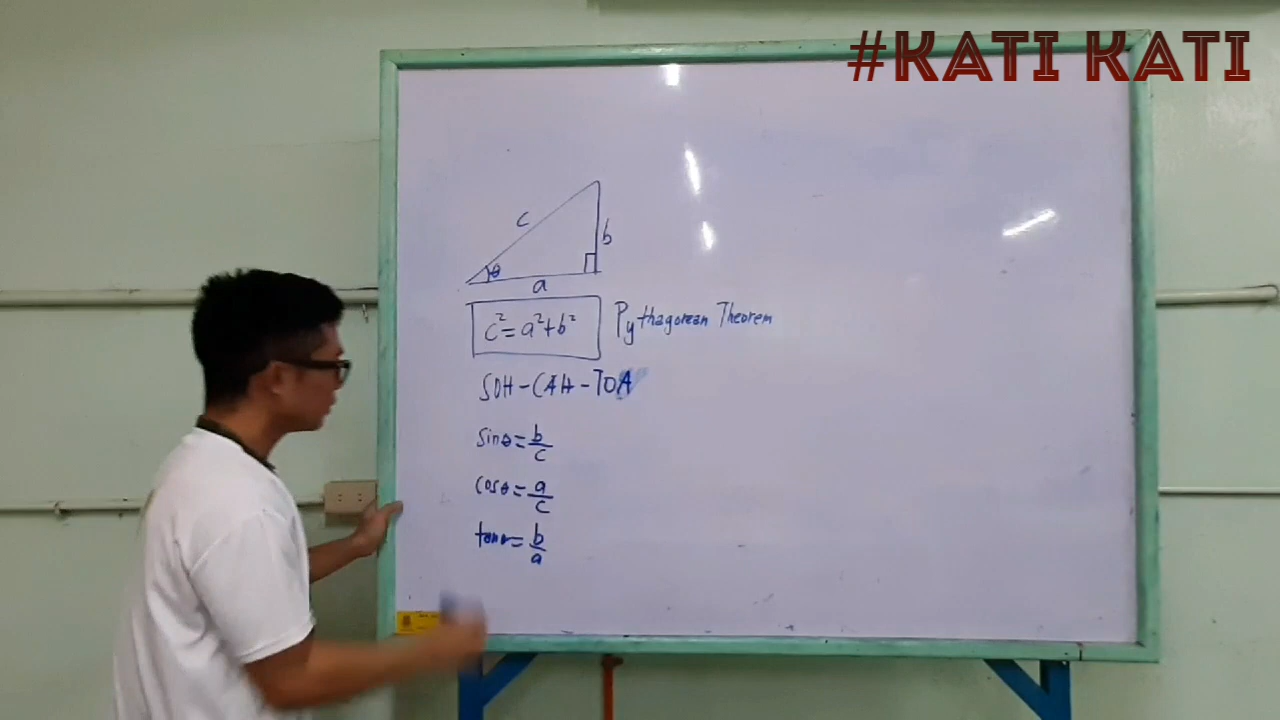 #KATI KATI
c
b
θ
a
c²=a²+b² Pythagorean Theorem
SOH-CAH-TOA
sinθ=b/c
cosθ=a/c
tanθ=b/a